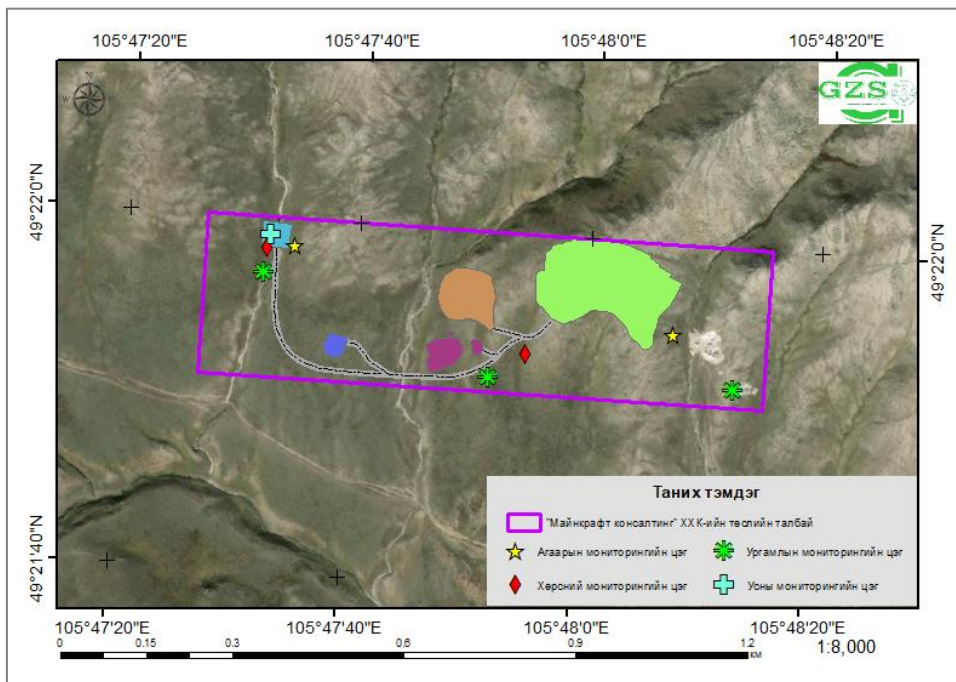 105°47'20"E 105°47'40"E 105°48'0"E 105°48'20"E
GZS
49°22'0"N
49°22'0"N
49°21'40"N
Таних тэмдэг
"Майнкрафт консалтинг" ХХК-ийн төслийн талбай
Агаарын мониторингийн цэг
Ургамлын мониторингийн цэг
Хөрсний мониторингийн цэг
Усны мониторингийн цэг
105°47'20"E 105°47'40"E 105°48'0"E 105°48'20"E
0 0.15 0.3 0.6 0.9 1.2
км
1:8,000